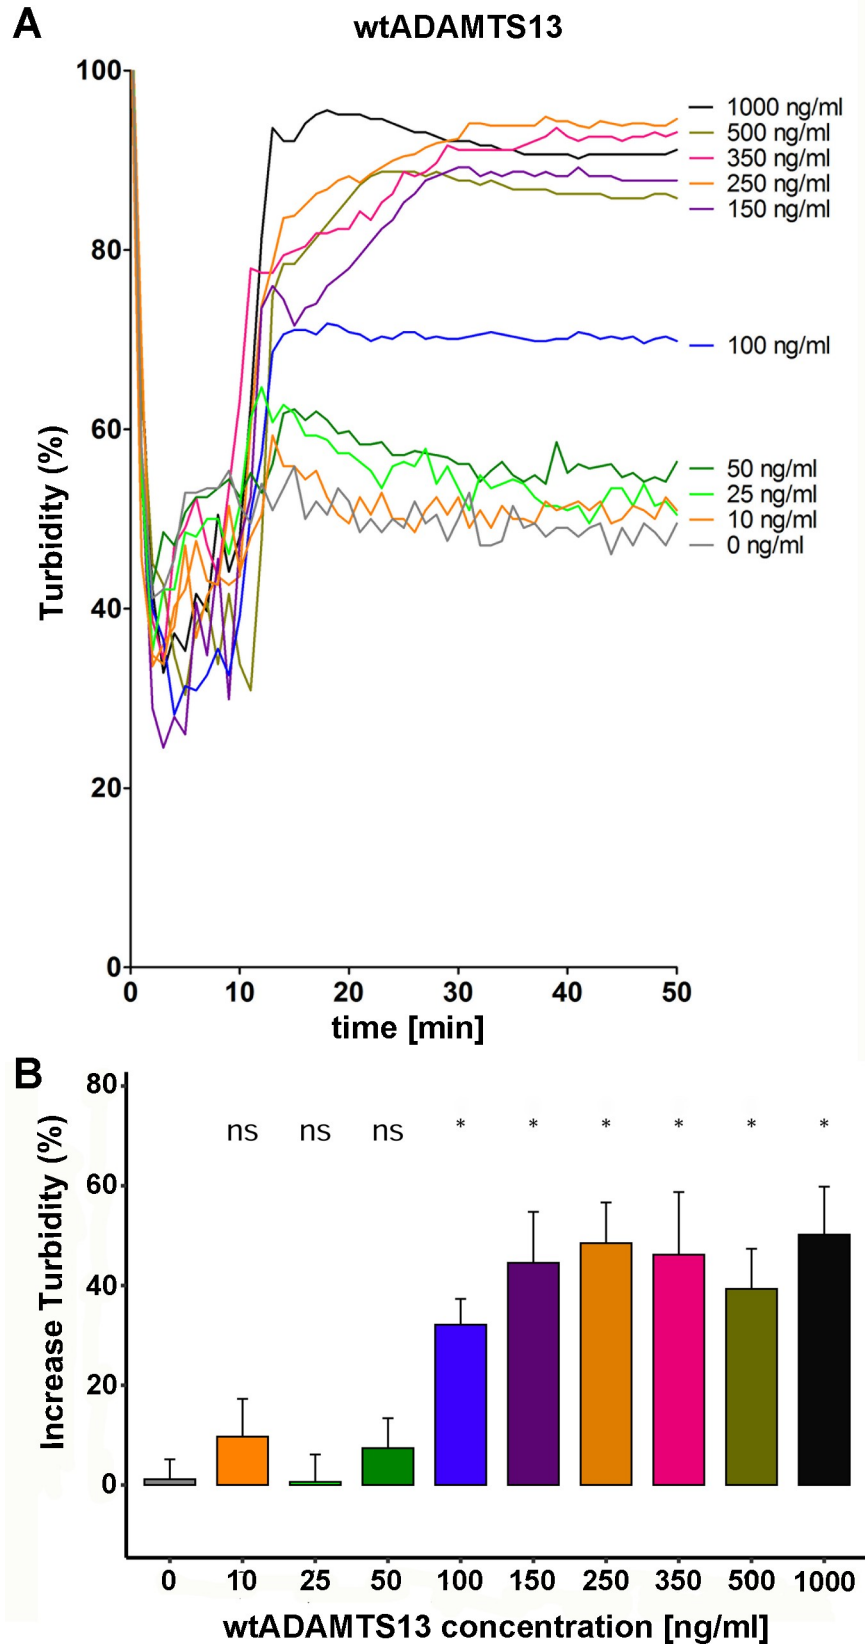 A
wtADAMTS13
100
80
60
40
20
0
Turbidity (%)
0 10 20 30 40 50
time [min]
1000 ng/ml
500 ng/ml
350 ng/ml
250 ng/ml
150 ng/ml
100 ng/ml
50 ng/ml
25 ng/ml
10 ng/ml
0 ng/ml
B
80
60
40
20
0
Increase Turbidity (%)
ns ns ns * * * * * *
0 10 25 50 100 150 250 350 500 1000
wtADAMTS13 concentration [ng/ml]